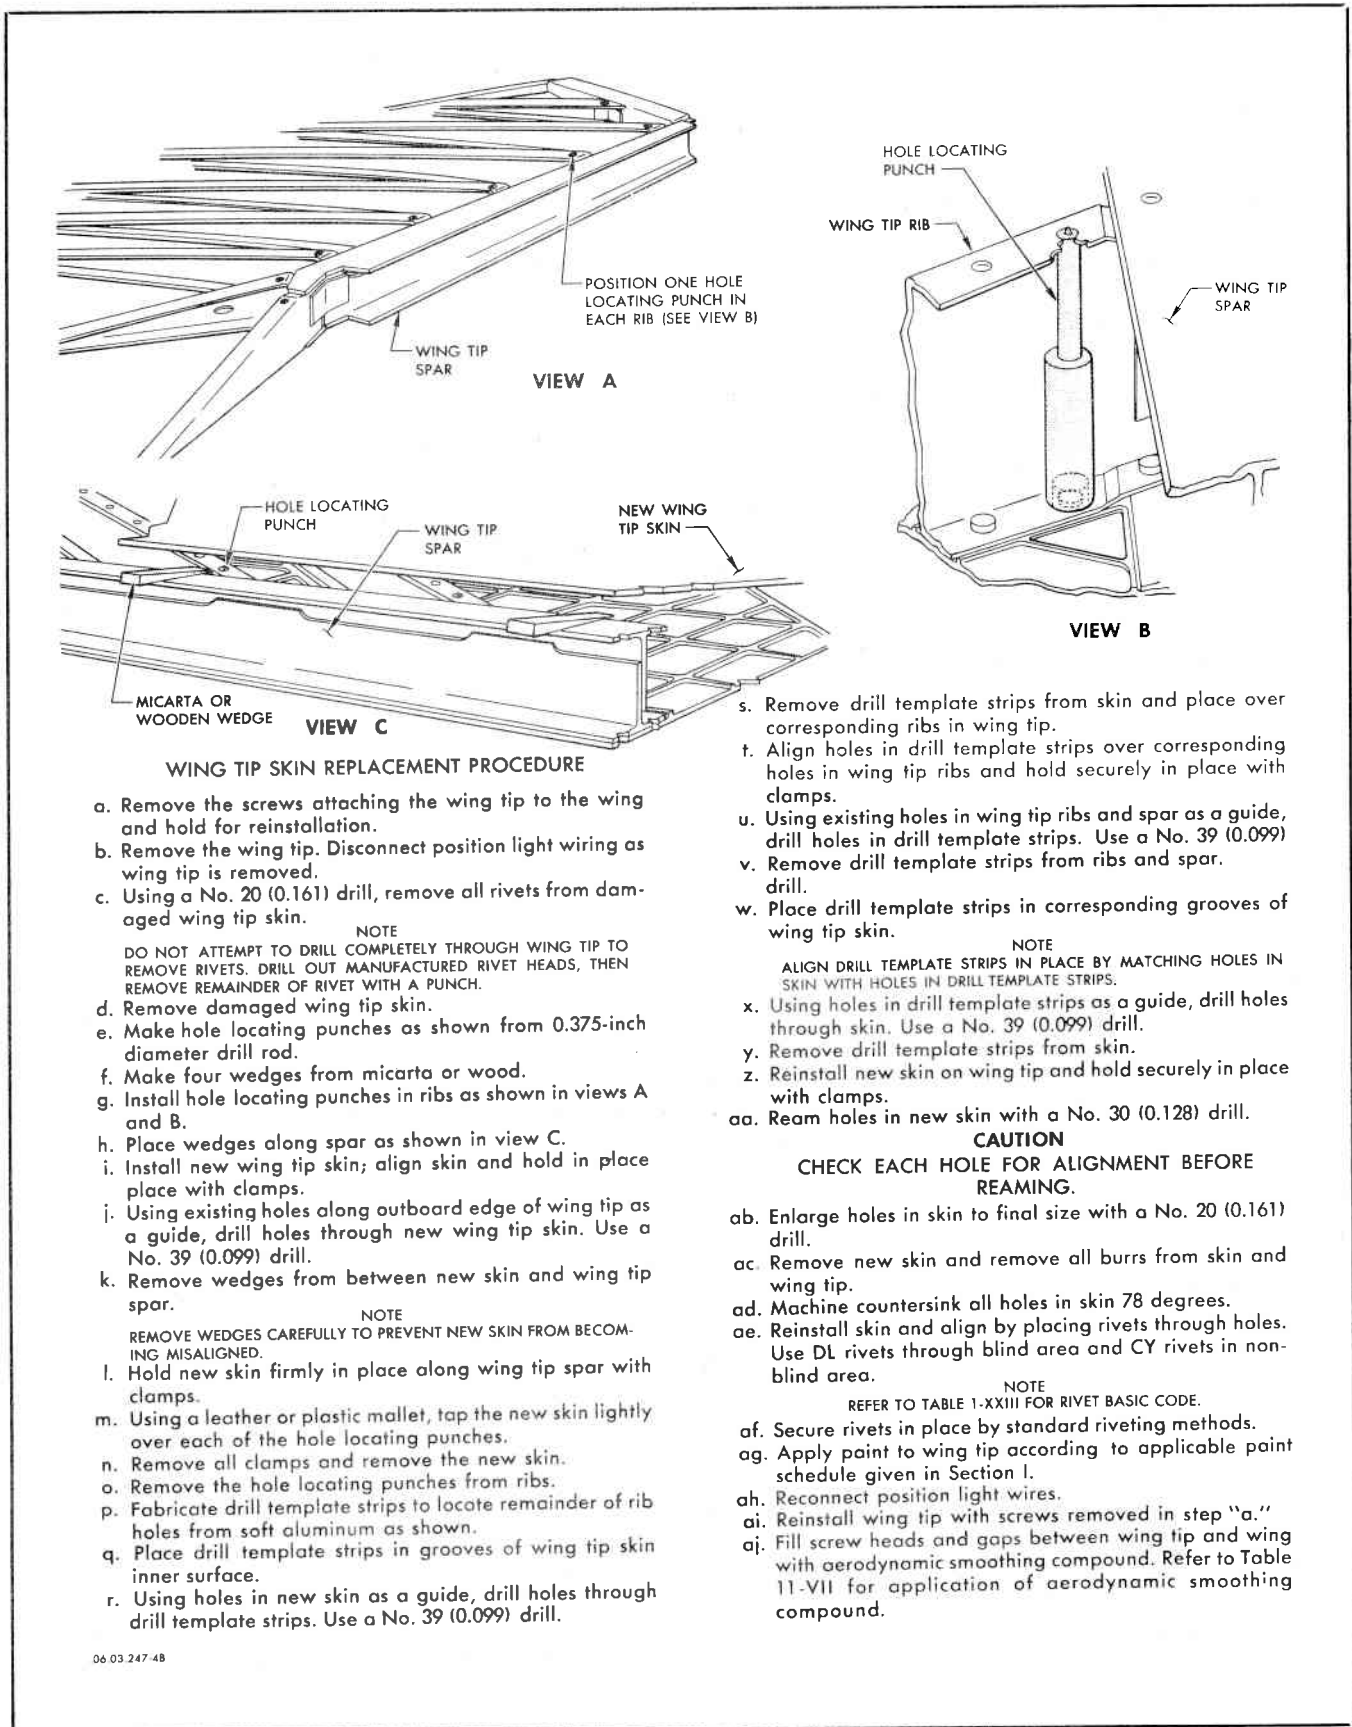 POSITION ONE HOLE
LOCATING PUNCH IN
EACH RIB (SEE VIEW B)
WING TIP
SPAR
VIEW A
HOLE LOCATING
PUNCH
WING TIP RIB
WING TIP
SPAR
VIEW B
HOLE LOCATING
PUNCH
WING TIP
SPAR
NEW WING
TIP SKIN
MICARTA OR
WOODEN WEDGE
VIEW C
WING TIP SKIN REPLACEMENT PROCEDURE
a. Remove the screws attaching the wing tip to the wing
and hold for reinstallation.
b. Remove the wing tip. Disconnect position light wiring as
wing tip is removed.
c. Using a No. 20 (0.161) drill, remove all rivets from dam-
aged wing tip skin.
NOTE
DO NOT ATTEMPT TO DRILL COMPLETELY THROUGH WING TIP TO
REMOVE RIVETS. DRILL OUT MANUFACTURED RIVET HEADS, THEN
REMOVE REMAINDER OF RIVET WITH A PUNCH.
d. Remove damaged wing tip skin.
e. Make hole locating punches as shown from 0.375-inch
diameter drill rod.
f. Make four wedges from micarta or wood.
g. Install hole locating punches in ribs as shown in views A
and B.
h. Place wedges along spar as shown in view C.
i. Install new wing tip skin; align skin and hold in place
place with clamps.
j. Using existing holes along outboard edge of wing tip as
a guide, drill holes through new wing tip skin. Use a
No. 39 (0.099) drill.
k. Remove wedges from between new skin and wing tip
spar.
NOTE
REMOVE WEDGES CAREFULLY TO PREVENT NEW SKIN FROM BECOM-
ING MISALIGNED.
l. Hold new skin firmly in place along wing tip spar with
clamps.
m. Using a leather or plastic mallet, tap the new skin lightly
over each of the hole locating punches.
n. Remove all clamps and remove the new skin.
o. Remove the hole locating punches from ribs.
p. Fabricate drill template strips to locate remainder of rib
holes from soft aluminum as shown.
q. Place drill template strips in grooves of wing tip skin
inner surface.
r. Using holes in new skin as a guide, drill holes through
drill template strips. Use a No. 39 (0.099) drill.
s. Remove drill template strips from skin and place over
corresponding ribs in wing tip.
t. Align holes in drill template strips over corresponding
holes in wing tip ribs and hold securely in place with
clamps.
u. Using existing holes in wing tip ribs and spar as a guide,
drill holes in drill template strips. Use a No. 39 (0.099)
v. Remove drill template strips from ribs and spar.
drill.
w. Place drill template strips in corresponding grooves of
wing tip skin.
NOTE
ALIGN DRILL TEMPLATE STRIPS IN PLACE BY MATCHING HOLES IN
SKIN WITH HOLES IN DRILL TEMPLATE STRIPS.
x. Using holes in drill template strips as a guide, drill holes
through skin. Use a No. 39 (0.099) drill.
y. Remove drill template strips from skin.
z. Reinstall new skin on wing tip and hold securely in place
with clamps.
aa. Ream holes in new skin with a No. 30 (0.128) drill.
CAUTION
CHECK EACH HOLE FOR ALIGNMENT BEFORE
REAMING.
ab. Enlarge holes in skin to final size with a No. 20 (0.161)
drill.
ac. Remove new skin and remove all burrs from skin and
wing tip.
ad. Machine countersink all holes in skin 78 degrees.
ae. Reinstall skin and align by placing rivets through holes.
Use DL rivets through blind area and CY rivets in non-
blind area.
NOTE
REFER TO TABLE 1-XXIII FOR RIVET BASIC CODE.
af. Secure rivets in place by standard riveting methods.
ag. Apply paint to wing tip according to applicable paint
schedule given in Section I.
ah. Reconnect position light wires.
ai. Reinstall wing tip with screws removed in step "a."
aj. Fill screw heads and gaps between wing tip and wing
with aerodynamic smoothing compound. Refer to Table
11-VII for application of aerodynamic smoothing
compound.
06.03.247-4B